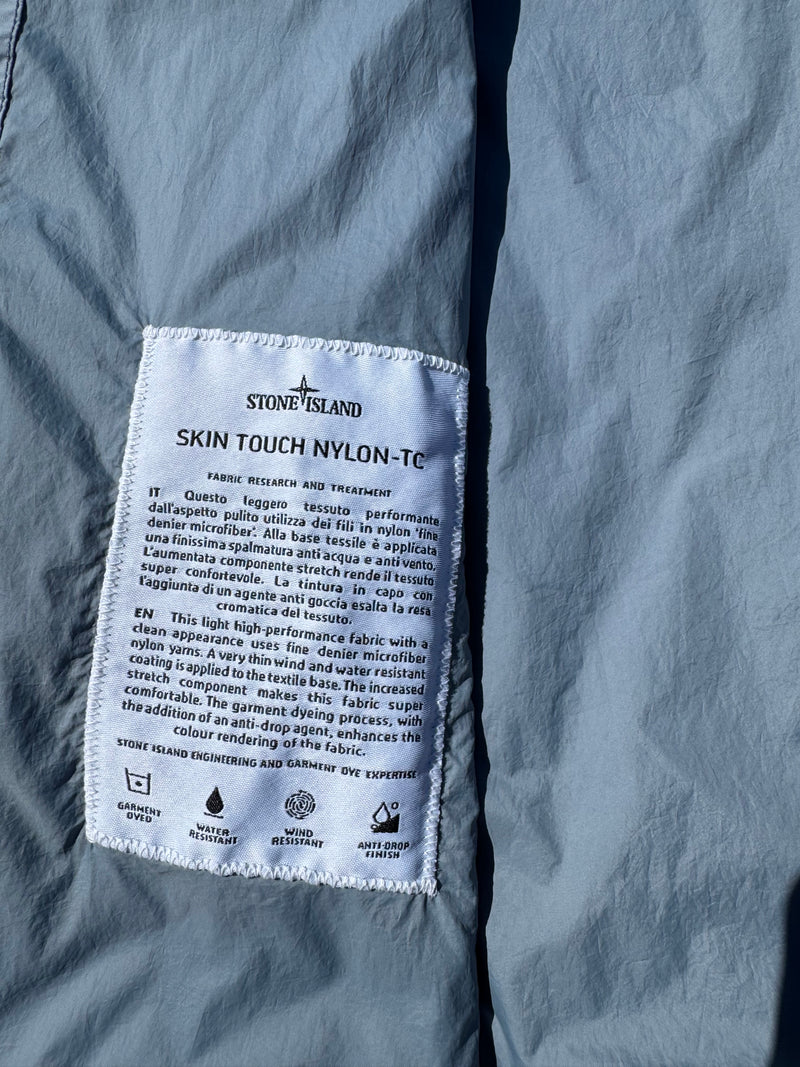 STONE ISLAND
SKIN TOUCH NYLON-TC
FABRIC RESEARCH AND TREATMENT
IT Questo leggero tessuto performante
dall'aspetto pulito utilizza dei fili in nylon 'fine
denier microfiber'. Alla base tessile è applicata
una finissima spalmatura anti acqua e anti vento.
L'aumentata componente stretch rende il tessuto
super confortevole. La tintura in capo con
l'aggiunta di un agente anti goccia esalta la resa
cromatica del tessuto.
EN This light high-performance fabric with a
clean appearance uses fine denier microfiber
nylon yarns. A very thin wind and water resistant
coating is applied to the textile base. The increased
stretch component makes this fabric super
comfortable. The garment dyeing process, with
the addition of an anti-drop agent, enhances the
colour rendering of the fabric.
STONE ISLAND ENGINEERING AND GARMENT DYE EXPERTISE
GARMENT
DYED
WATER
RESISTANT
WIND
RESISTANT
ANTI-DROP
FINISH